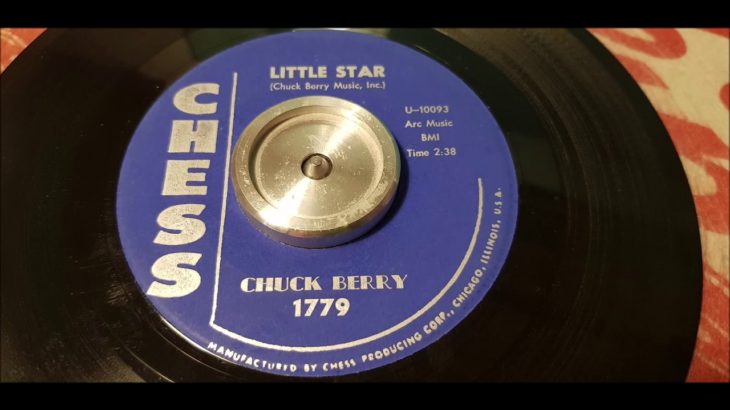 LITTLE STAR
(Chuck Berry Music, Inc.)
CHESS
U-10093
Arc Music
BMI
Time 2:38
CHUCK BERRY
1779
MANUFACTURED BY CHESS PRODUCING CORP., CHICAGO, ILLINOIS, U.S.A.